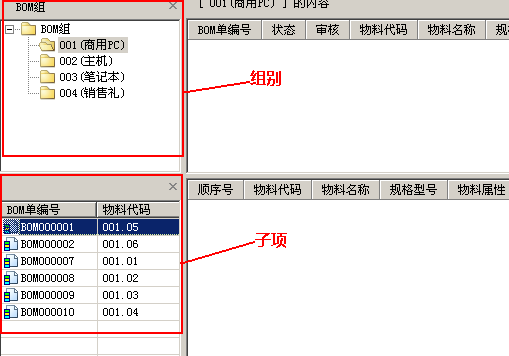 BOM组
[ 001(商用PC) ] 的内容
BOM组
001(商用PC)
002(主机)
003(笔记本)
004(销售礼)
BOM单编号 状态 审核 物料代码 物料名称 规
组别
BOM单编号 物料代码
BOM000001 001.05
BOM000002 001.06
BOM000007 001.01
BOM000008 001.02
BOM000009 001.03
BOM000010 001.04
顺序号 物料代码 物料名称 规格型号 物料属性
子项